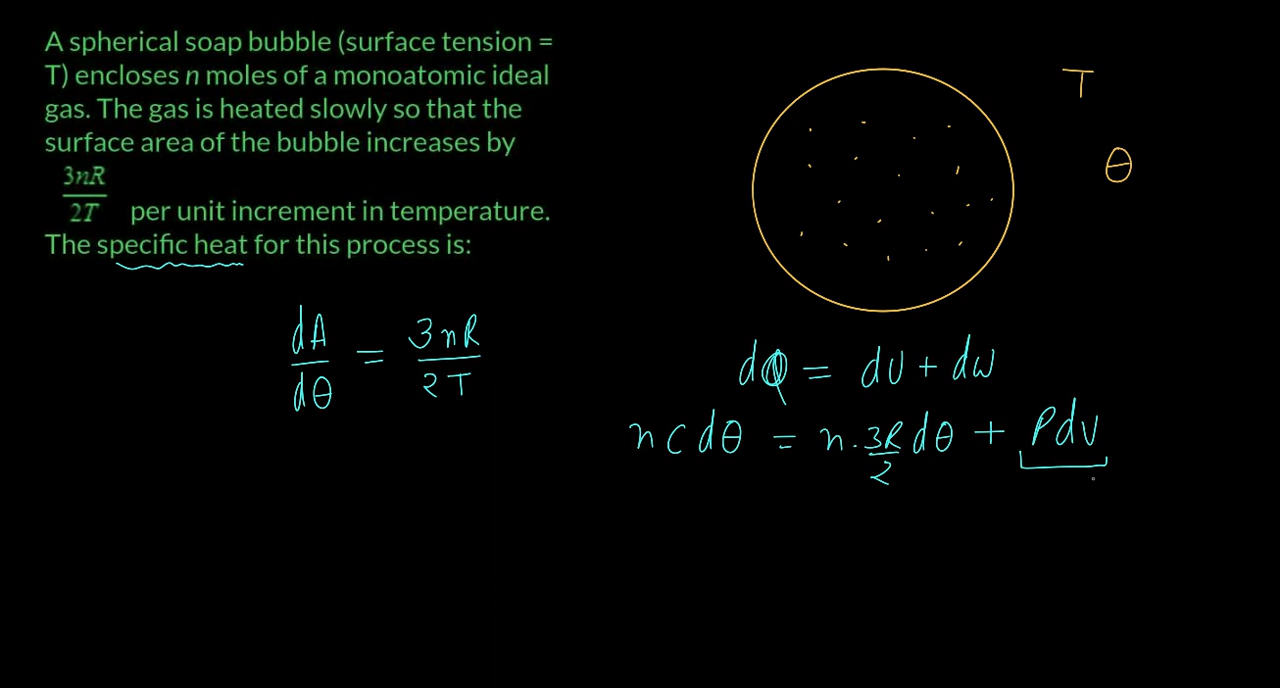 A spherical soap bubble (surface tension =
T) encloses n moles of a monoatomic ideal
gas. The gas is heated slowly so that the
surface area of the bubble increases by
3nR/2T per unit increment in temperature.
The specific heat for this process is:
T
θ
dA/dθ = 3nR/2T
dQ = dU + dW
nCdθ = n.3R/2 dθ + PdV